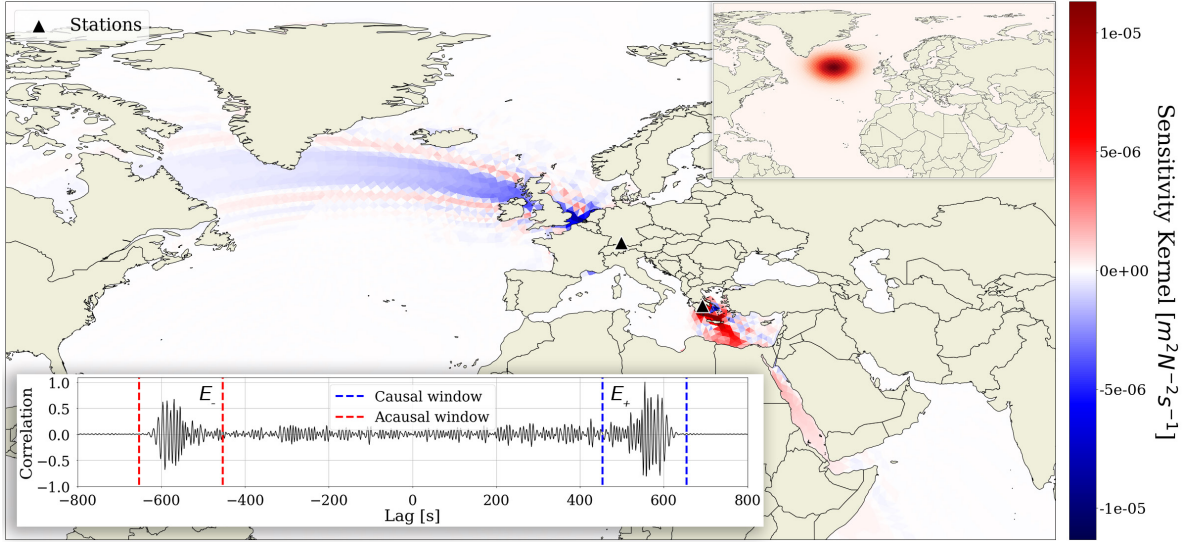 Stations
1e-05
5e-06
0e+00
-5e-06
-1e-05
Sensitivity Kernel [m²N⁻²s⁻¹]
E_-
E_+
Causal window
Acausal window
1.0
0.5
0.0
−0.5
−1.0
Correlation
−800 −600 −400 −200 0 200 400 600 800
Lag [s]